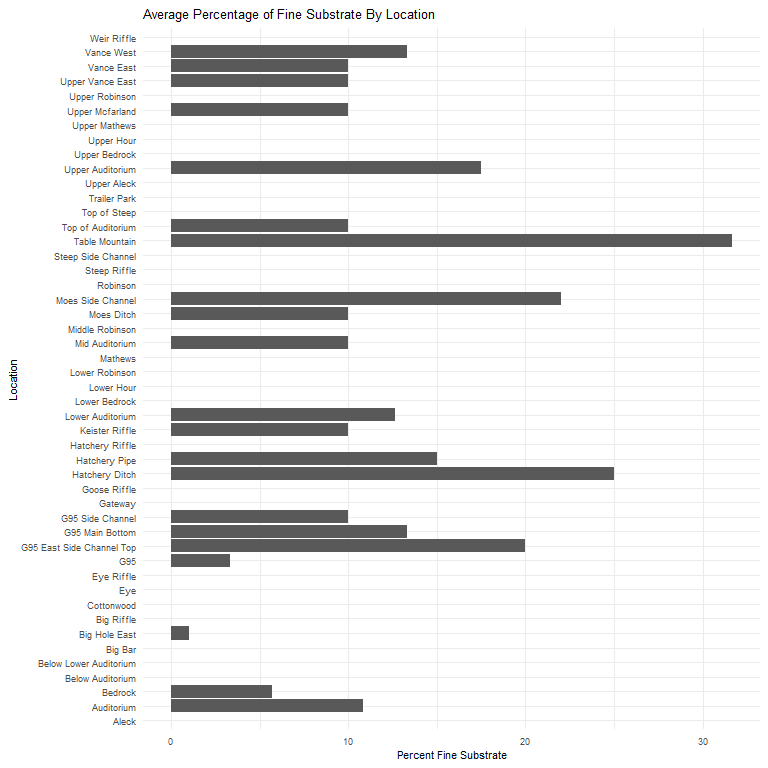 Average Percentage of Fine Substrate By Location
Weir Riffle
Vance West
Vance East
Upper Vance East
Upper Robinson
Upper Mcfarland
Upper Mathews
Upper Hour
Upper Bedrock
Upper Auditorium
Upper Aleck
Trailer Park
Top of Steep
Top of Auditorium
Table Mountain
Steep Side Channel
Steep Riffle
Robinson
Moes Side Channel
Moes Ditch
Middle Robinson
Mid Auditorium
Mathews
Lower Robinson
Lower Hour
Lower Bedrock
Lower Auditorium
Keister Riffle
Hatchery Riffle
Hatchery Pipe
Hatchery Ditch
Goose Riffle
Gateway
G95 Side Channel
G95 Main Bottom
G95 East Side Channel Top
G95
Eye Riffle
Eye
Cottonwood
Big Riffle
Big Hole East
Big Bar
Below Lower Auditorium
Below Auditorium
Bedrock
Auditorium
Aleck
Location
0 10 20 30
Percent Fine Substrate